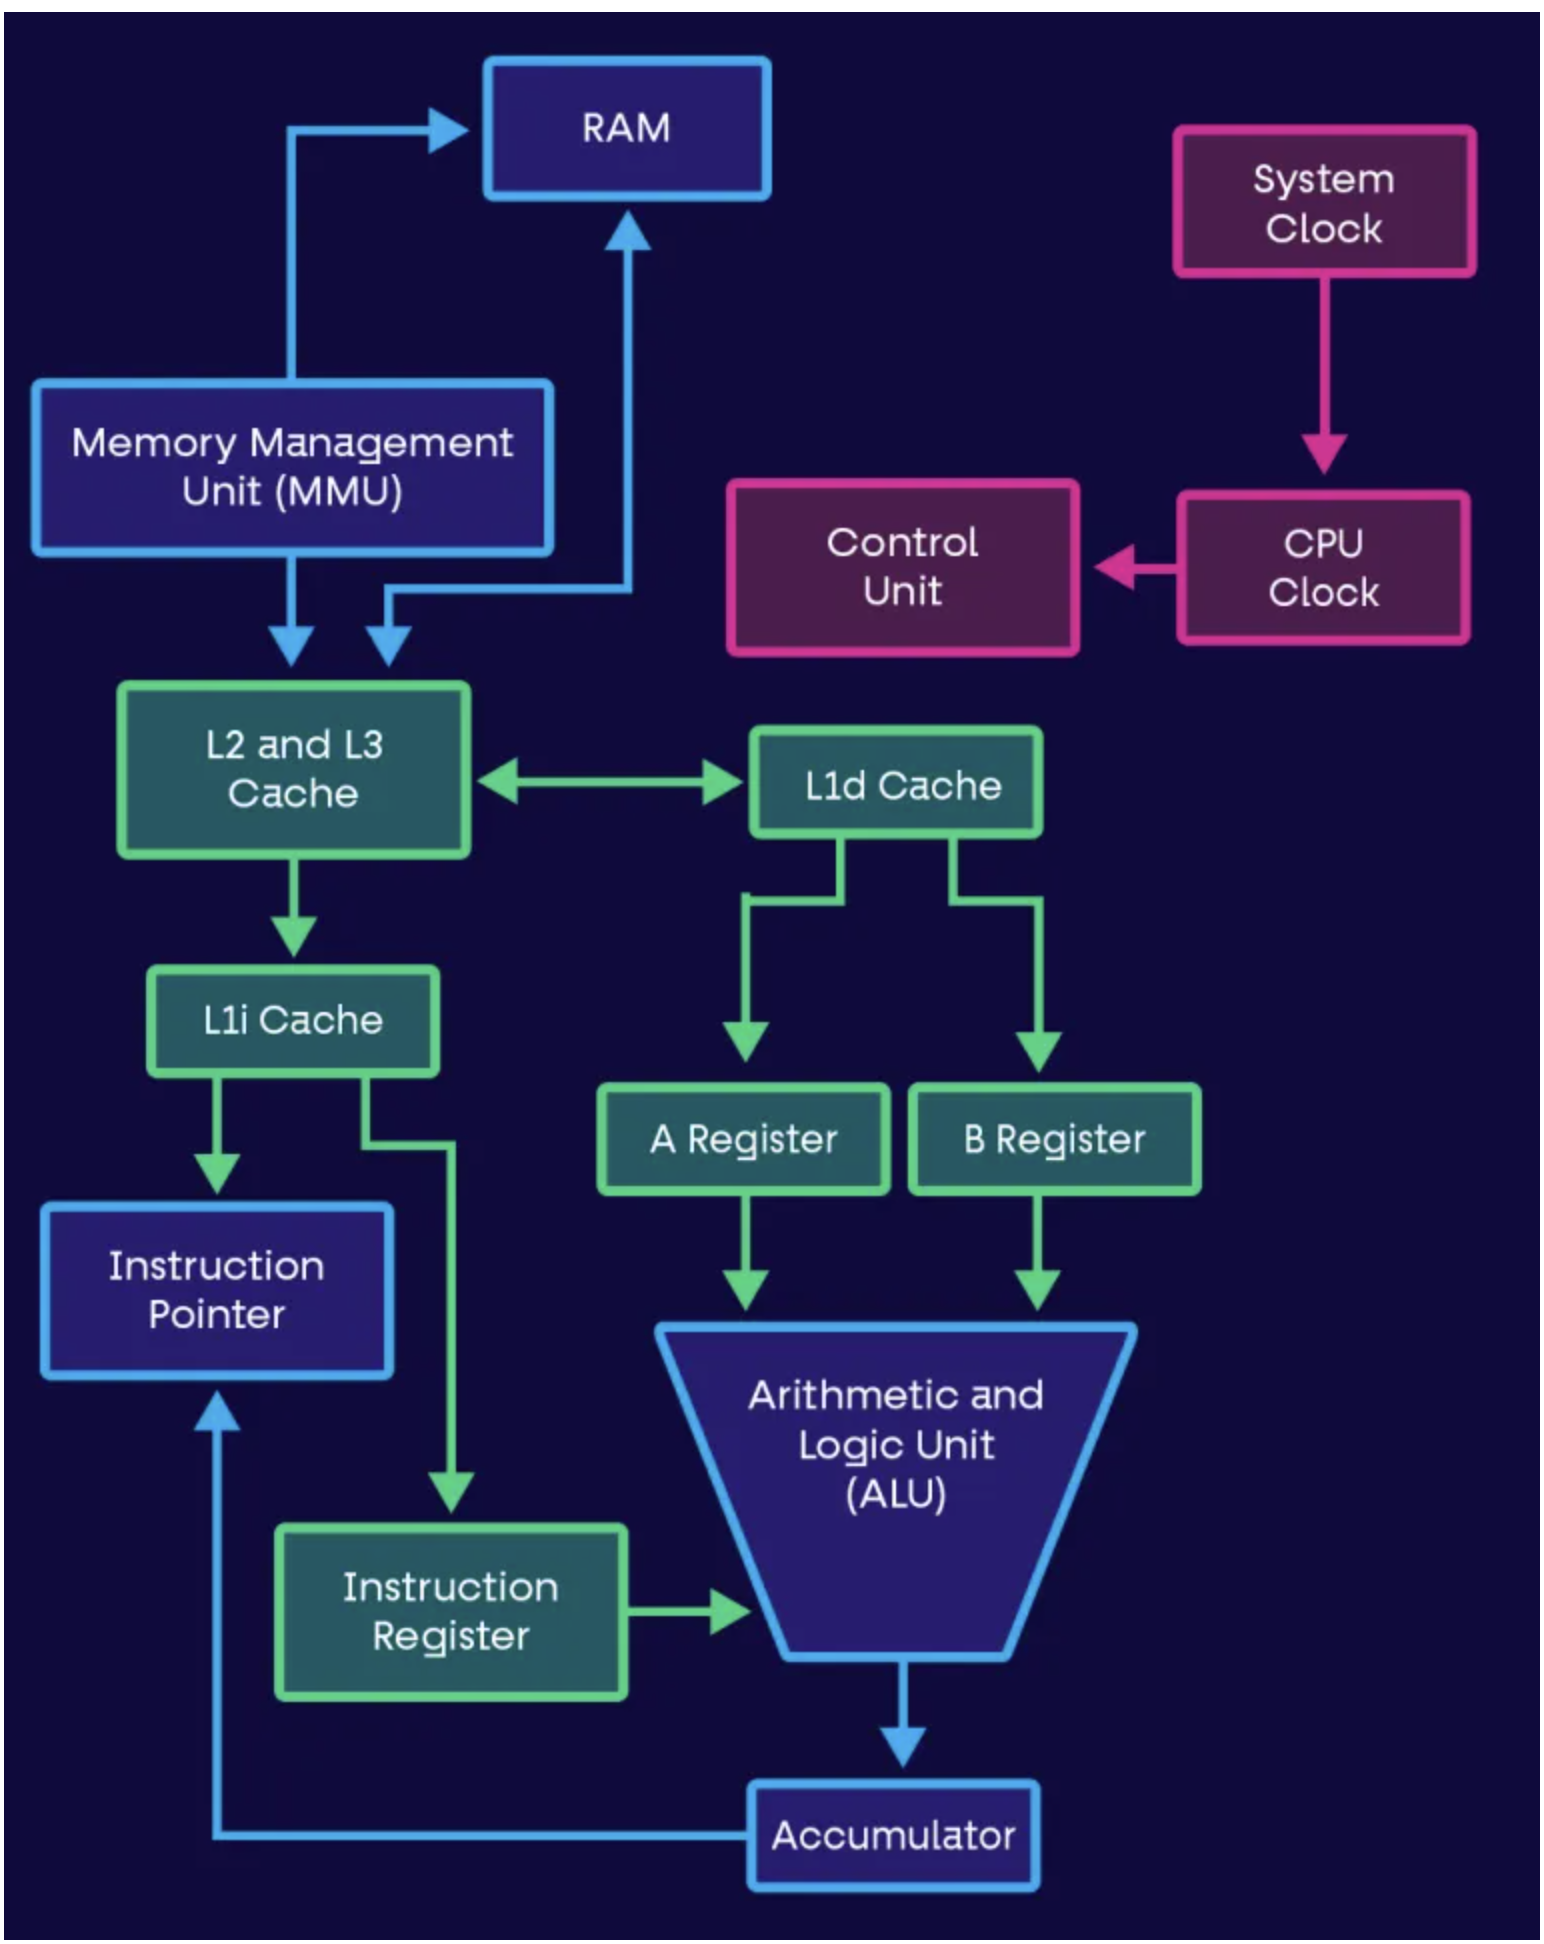 RAM
System
Clock
Memory Management
Unit (MMU)
Control
Unit
CPU
Clock
L2 and L3
Cache
L1d Cache
L1i Cache
A Register
B Register
Instruction
Pointer
Arithmetic and
Logic Unit
(ALU)
Instruction
Register
Accumulator